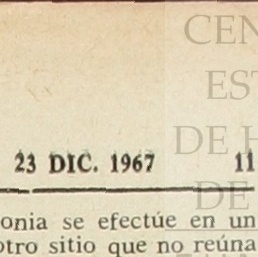 CEN
EST
DE H
23 DIC. 1967 11
DE
onia se efectúe en un
otro sitio que no reúna